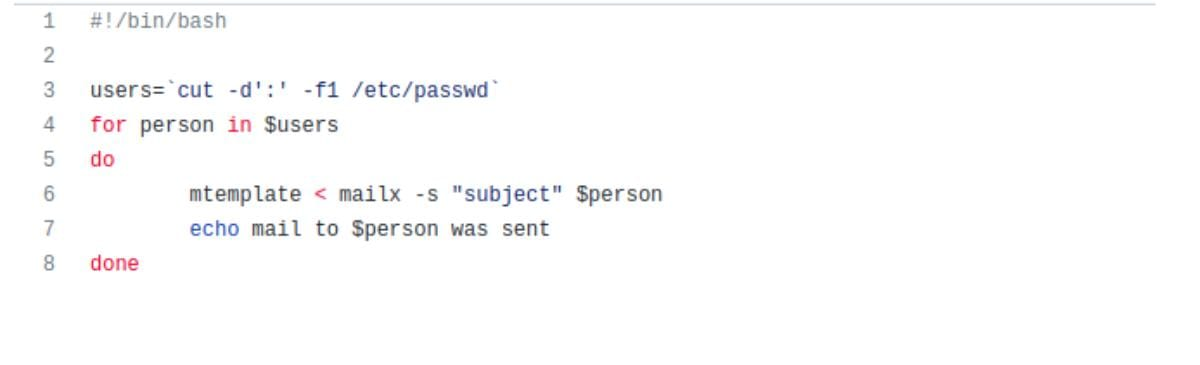 1 #!/bin/bash
2
3 users=`cut -d':' -f1 /etc/passwd`
4 for person in $users
5 do
6 mtemplate < mailx -s "subject" $person
7 echo mail to $person was sent
8 done